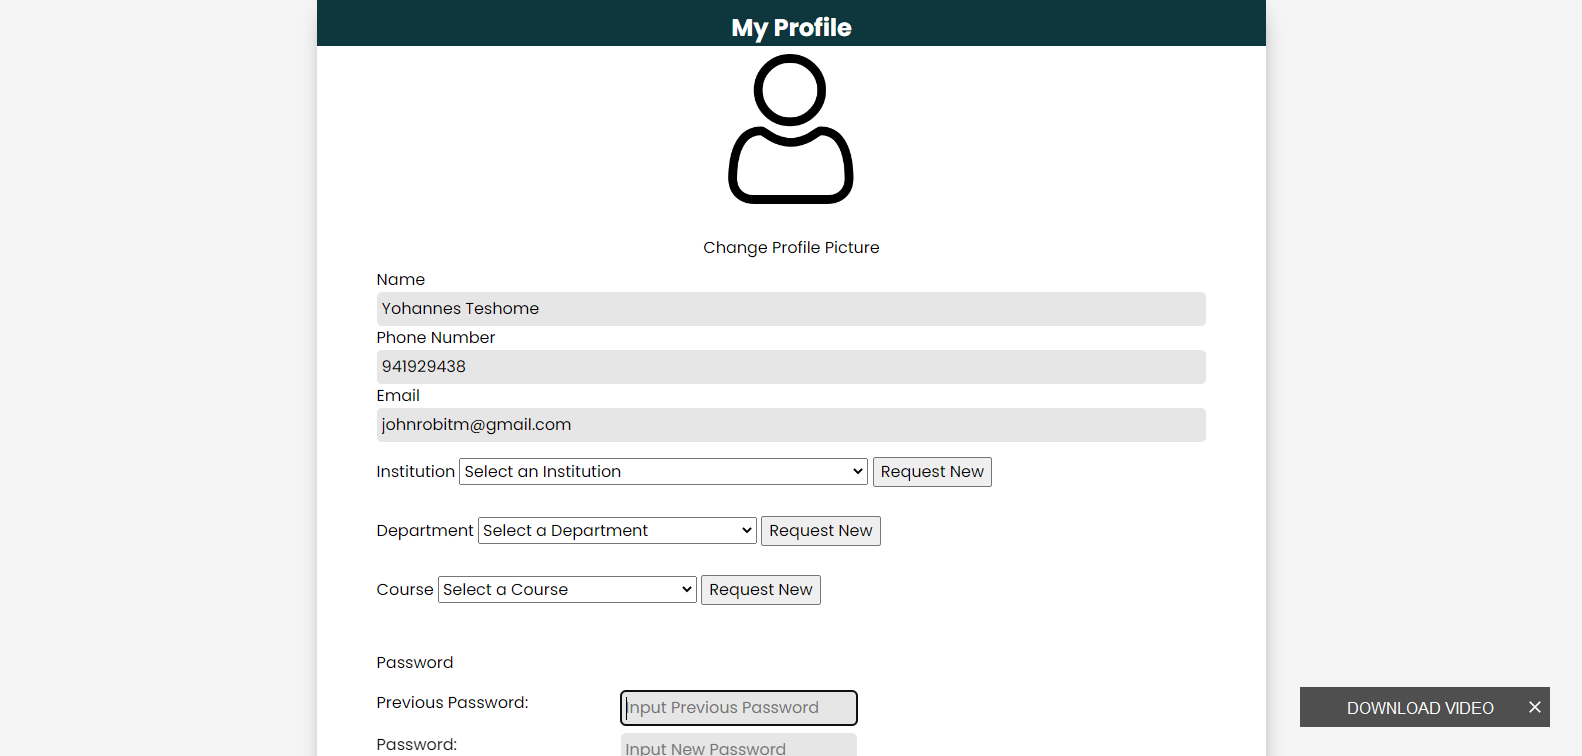 My Profile
Change Profile Picture
Name
Yohannes Teshome
Phone Number
941929438
Email
johnrobitm@gmail.com
Institution Select an Institution Request New
Department Select a Department Request New
Course Select a Course Request New
Password
Previous Password: Input Previous Password
Password: Input New Password
DOWNLOAD VIDEO ×